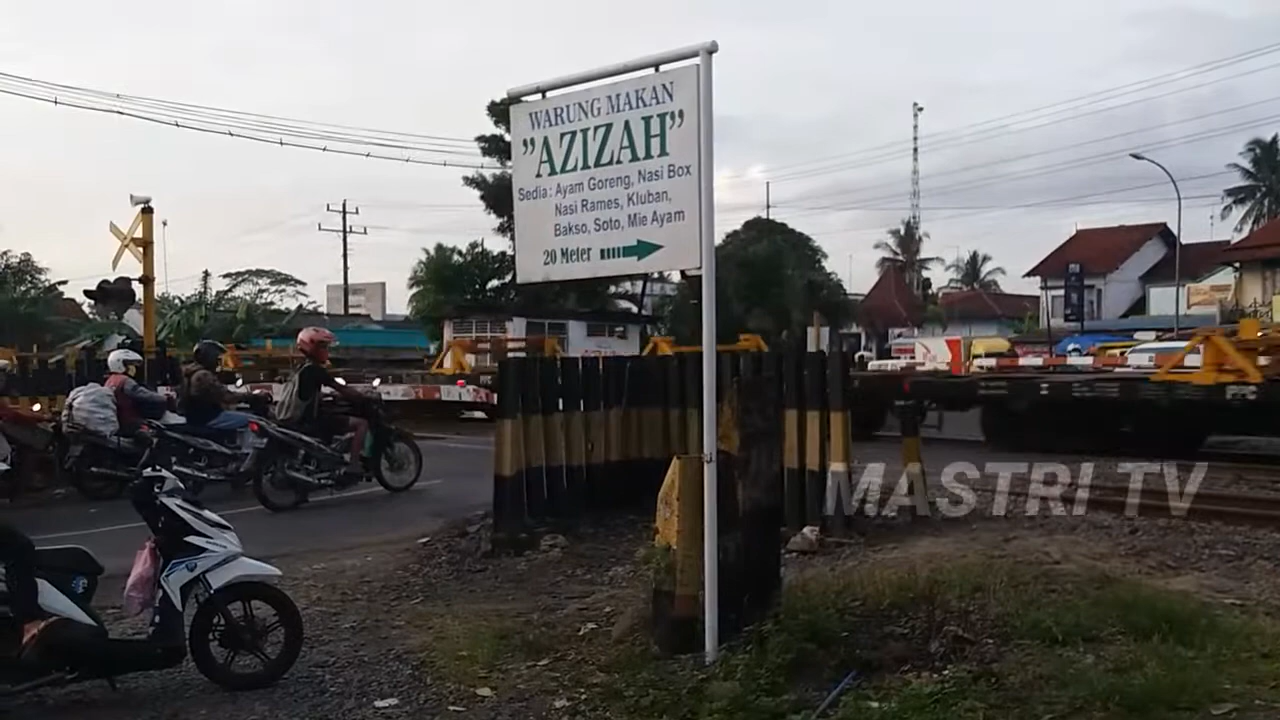 WARUNG MAKAN
"AZIZAH"
Sedia: Ayam Goreng, Nasi Box
Nasi Rames, Kluban,
Bakso, Soto, Mie Ayam
20 Meter
MASTRI TV